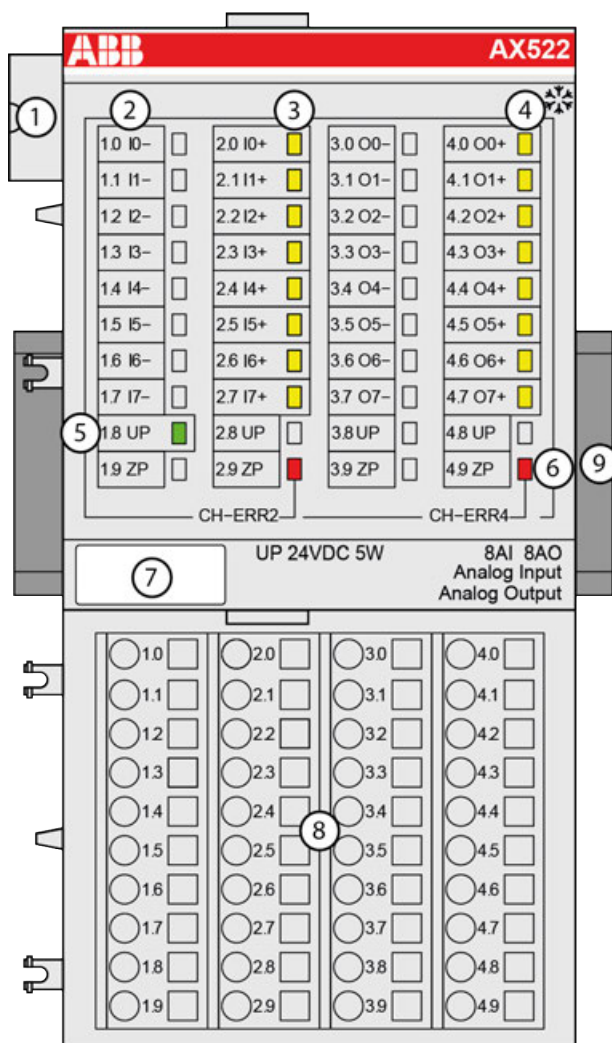 ABB AX522
1 2 3 4
1.0 I0− 2.0 I0+ 3.0 O0− 4.0 O0+
1.1 I1− 2.1 I1+ 3.1 O1− 4.1 O1+
1.2 I2− 2.2 I2+ 3.2 O2− 4.2 O2+
1.3 I3− 2.3 I3+ 3.3 O3− 4.3 O3+
1.4 I4− 2.4 I4+ 3.4 O4− 4.4 O4+
1.5 I5− 2.5 I5+ 3.5 O5− 4.5 O5+
1.6 I6− 2.6 I6+ 3.6 O6− 4.6 O6+
1.7 I7− 2.7 I7+ 3.7 O7− 4.7 O7+
5 1.8 UP 2.8 UP 3.8 UP 4.8 UP
1.9 ZP 2.9 ZP 3.9 ZP 4.9 ZP 6 9
CH−ERR2 CH−ERR4
7 UP 24VDC 5W 8AI 8AO
Analog Input
Analog Output
1.0 2.0 3.0 4.0
1.1 2.1 3.1 4.1
1.2 2.2 3.2 4.2
1.3 2.3 3.3 4.3
1.4 2.4 3.4 4.4
8
1.5 2.5 3.5 4.5
1.6 2.6 3.6 4.6
1.7 2.7 3.7 4.7
1.8 2.8 3.8 4.8
1.9 2.9 3.9 4.9